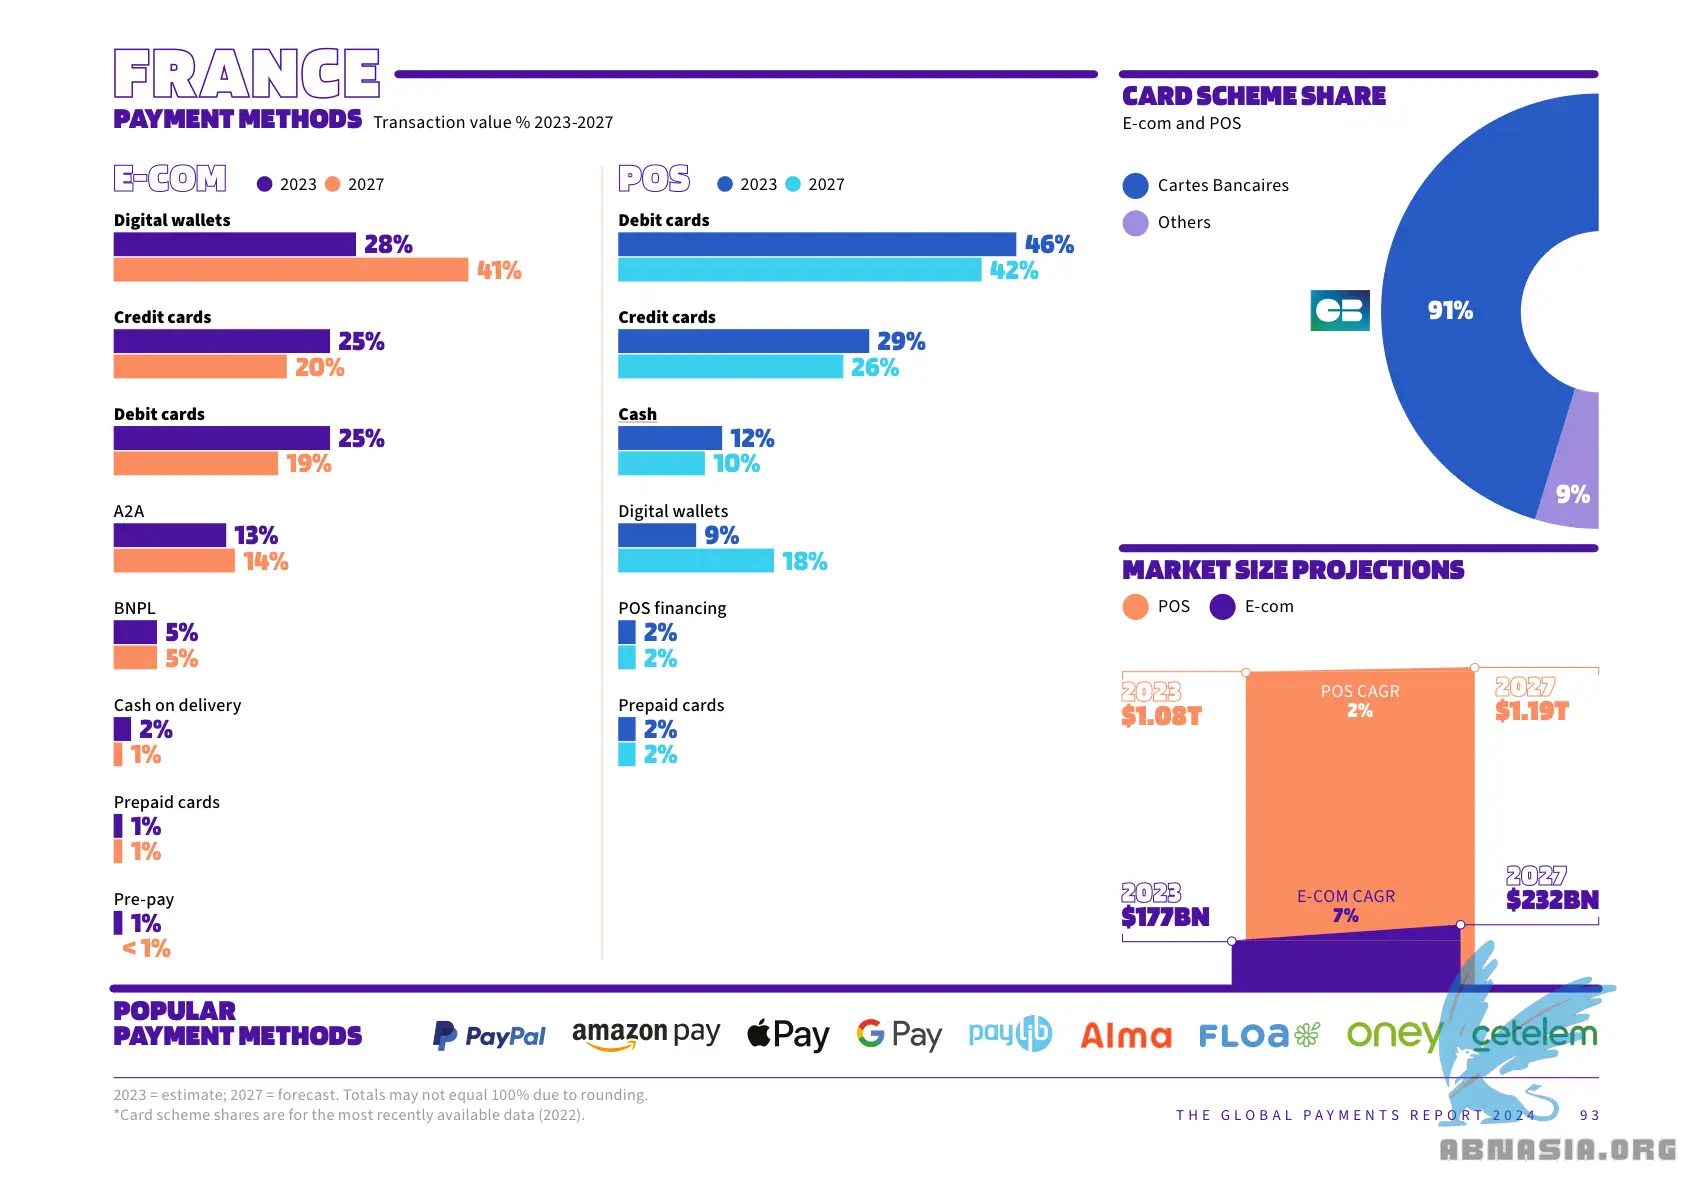 FRANCE
PAYMENT METHODS Transaction value % 2023-2027
E-COM 2023 2027
Digital wallets
28%
41%
Credit cards
25%
20%
Debit cards
25%
19%
A2A
13%
14%
BNPL
5%
5%
Cash on delivery
2%
1%
Prepaid cards
1%
1%
Pre-pay
1%
< 1%
POS 2023 2027
Debit cards
46%
42%
Credit cards
29%
26%
Cash
12%
10%
Digital wallets
9%
18%
POS financing
2%
2%
Prepaid cards
2%
2%
CARD SCHEME SHARE
E-com and POS
Cartes Bancaires
Others
CB
91%
9%
MARKET SIZE PROJECTIONS
POS E-com
2023
$1.08T
POS CAGR
2%
2027
$1.19T
2023
$177BN
E-COM CAGR
7%
2027
$232BN
POPULAR
PAYMENT METHODS
PayPal amazon pay Pay G Pay paylib Alma FLOA oney cetelem
2023 = estimate; 2027 = forecast. Totals may not equal 100% due to rounding.
*Card scheme shares are for the most recently available data (2022).
THE GLOBAL PAYMENTS REPORT 2024 93
ABNASIA.ORG